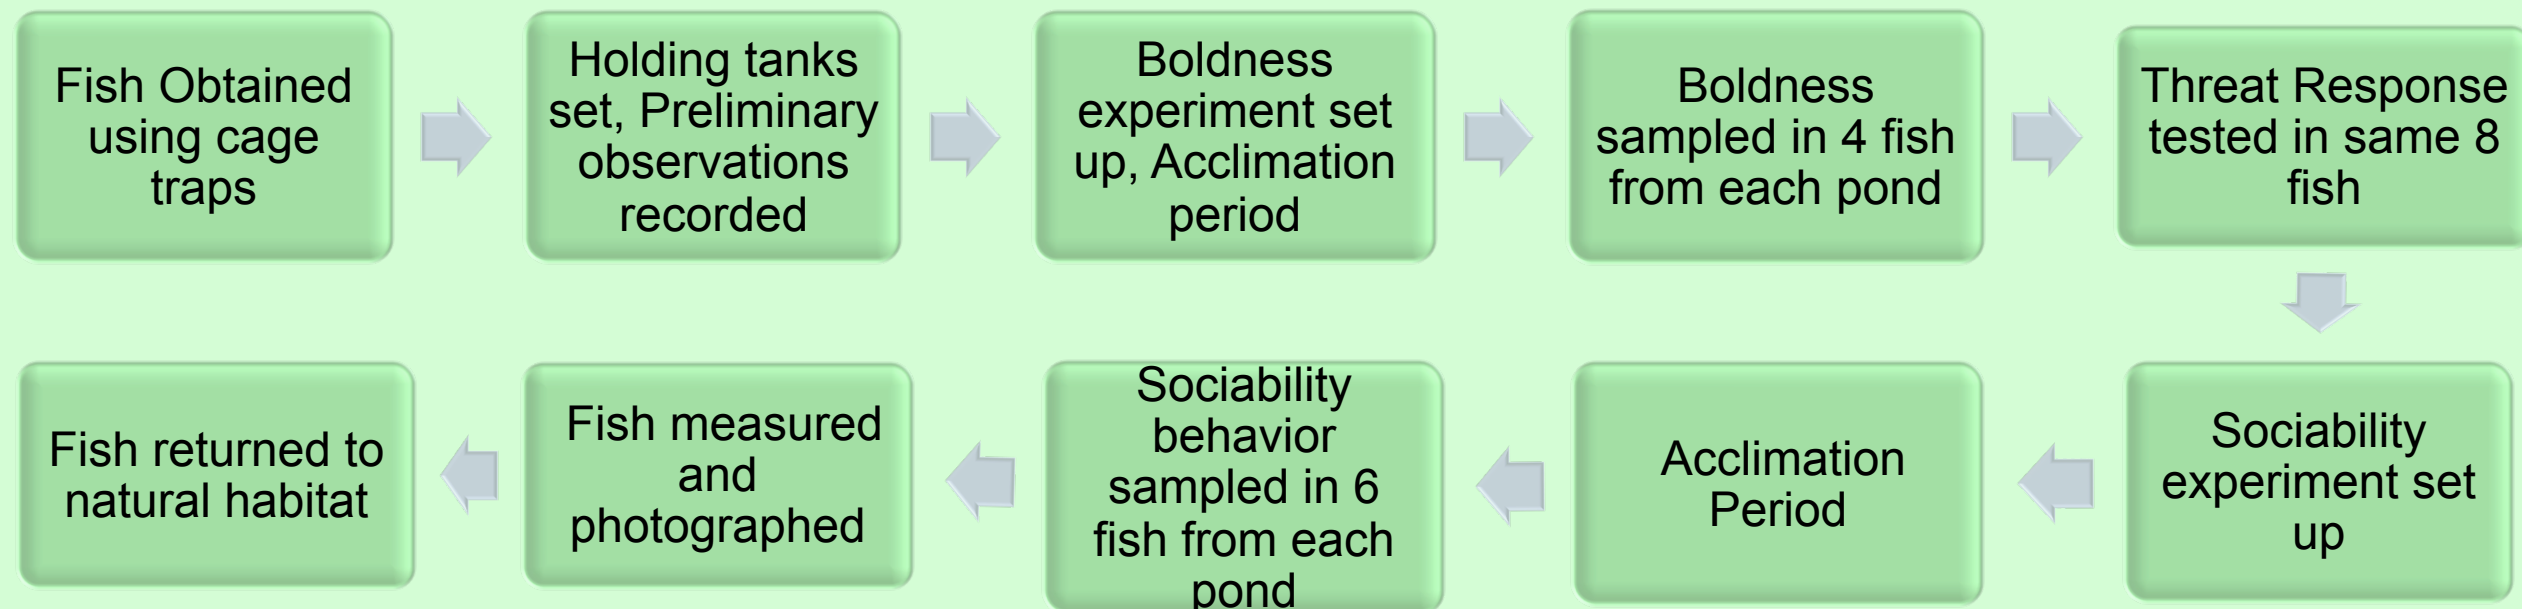 Fish Obtained
using cage
traps
Holding tanks
set, Preliminary
observations
recorded
Boldness
experiment set
up, Acclimation
period
Boldness
sampled in 4 fish
from each pond
Threat Response
tested in same 8
fish
Sociability
experiment set
up
Acclimation
Period
Sociability
behavior
sampled in 6
fish from each
pond
Fish measured
and
photographed
Fish returned to
natural habitat